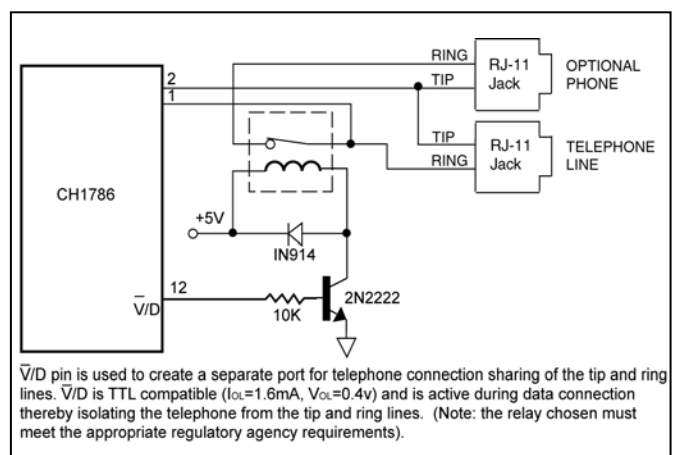 RING
TIP
RJ-11
Jack
OPTIONAL
PHONE
2
1
TIP
RING
RJ-11
Jack
TELEPHONE
LINE
CH1786
+5V
IN914
12
V̅/D
10K
2N2222
V̅/D pin is used to create a separate port for telephone connection sharing of the tip and ring
lines. V̅/D is TTL compatible (IOL=1.6mA, VOL=0.4v) and is active during data connection
thereby isolating the telephone from the tip and ring lines. (Note: the relay chosen must
meet the appropriate regulatory agency requirements).